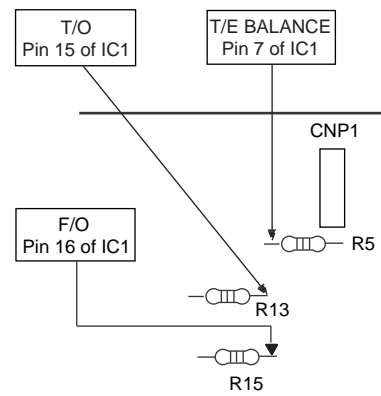 T/O
Pin 15 of IC1
T/E BALANCE
Pin 7 of IC1
CNP1
F/O
Pin 16 of IC1
R5
R13
R15